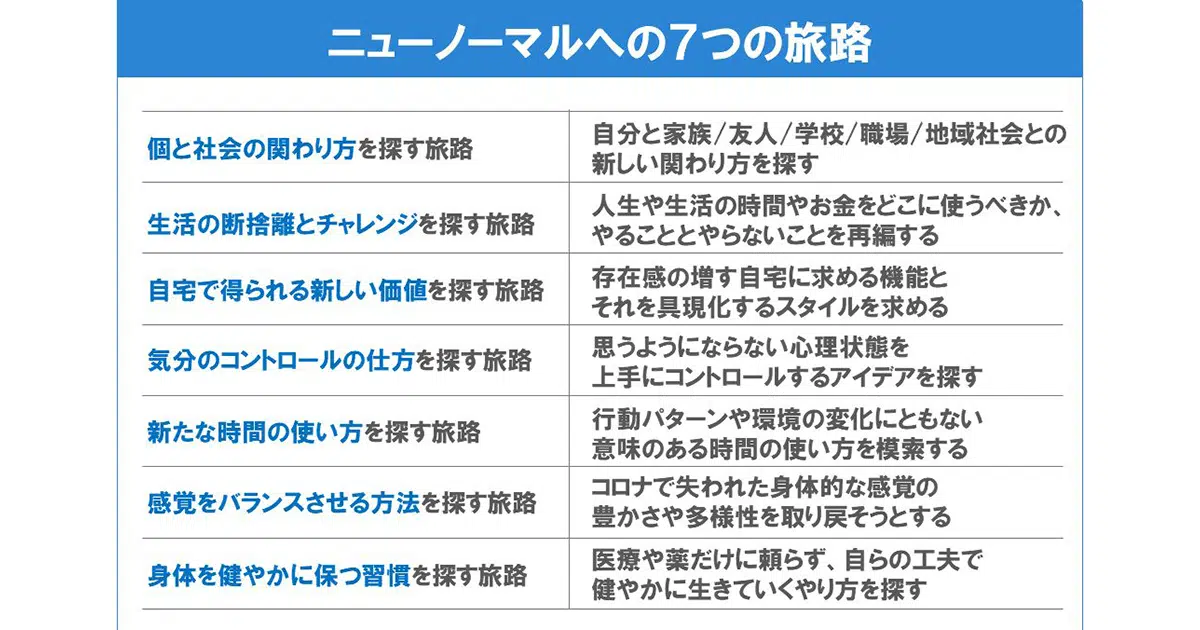 ニューノーマルへの7つの旅路
個と社会の関わり方を探す旅路
自分と家族/友人/学校/職場/地域社会との
新しい関わり方を探す
生活の断捨離とチャレンジを探す旅路
人生や生活の時間やお金をどこに使うべきか、
やることとやらないことを再編する
自宅で得られる新しい価値を探す旅路
存在感の増す自宅に求める機能と
それを具現化するスタイルを求める
気分のコントロールの仕方を探す旅路
思うようにならない心理状態を
上手にコントロールするアイデアを探す
新たな時間の使い方を探す旅路
行動パターンや環境の変化にともない
意味のある時間の使い方を模索する
感覚をバランスさせる方法を探す旅路
コロナで失われた身体的な感覚の
豊かさや多様性を取り戻そうとする
身体を健やかに保つ習慣を探す旅路
医療や薬だけに頼らず、自らの工夫で
健やかに生きていくやり方を探す